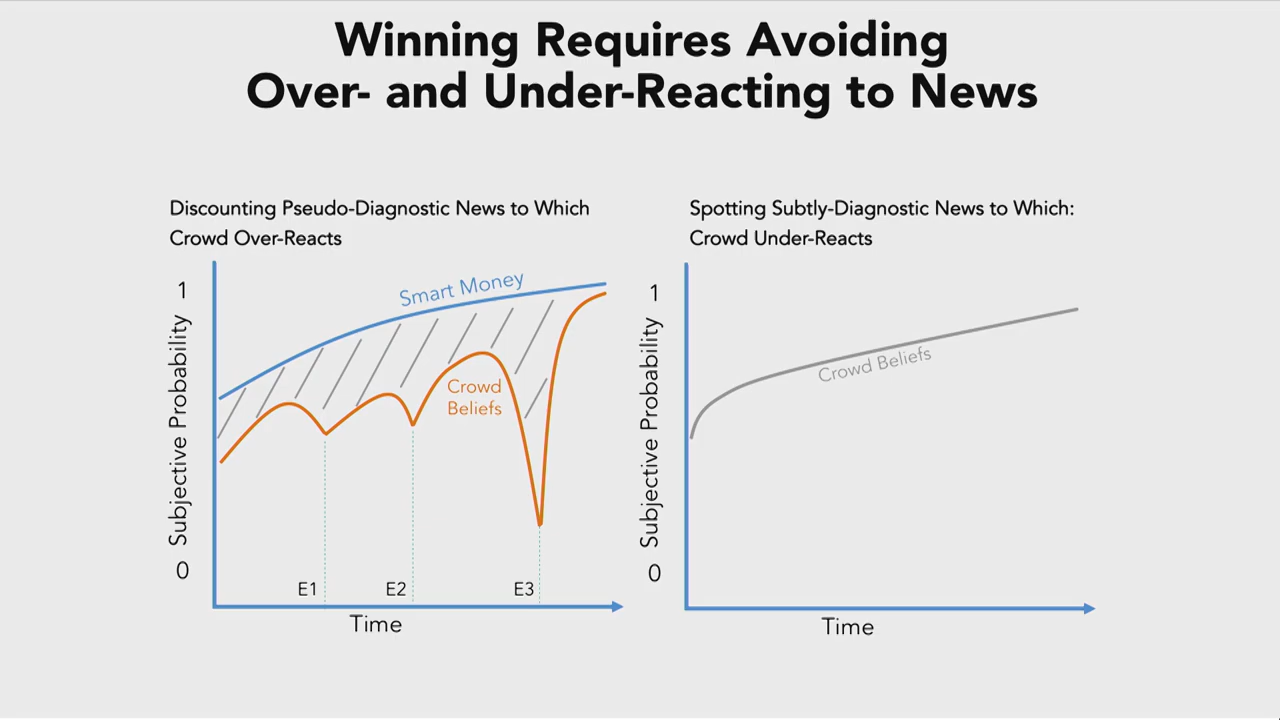 Winning Requires Avoiding
Over- and Under-Reacting to News
Discounting Pseudo-Diagnostic News to Which
Crowd Over-Reacts
1
Subjective Probability
0
Smart Money
Crowd
Beliefs
E1
E2
E3
Time
Spotting Subtly-Diagnostic News to Which:
Crowd Under-Reacts
1
Subjective Probability
0
Crowd Beliefs
Time